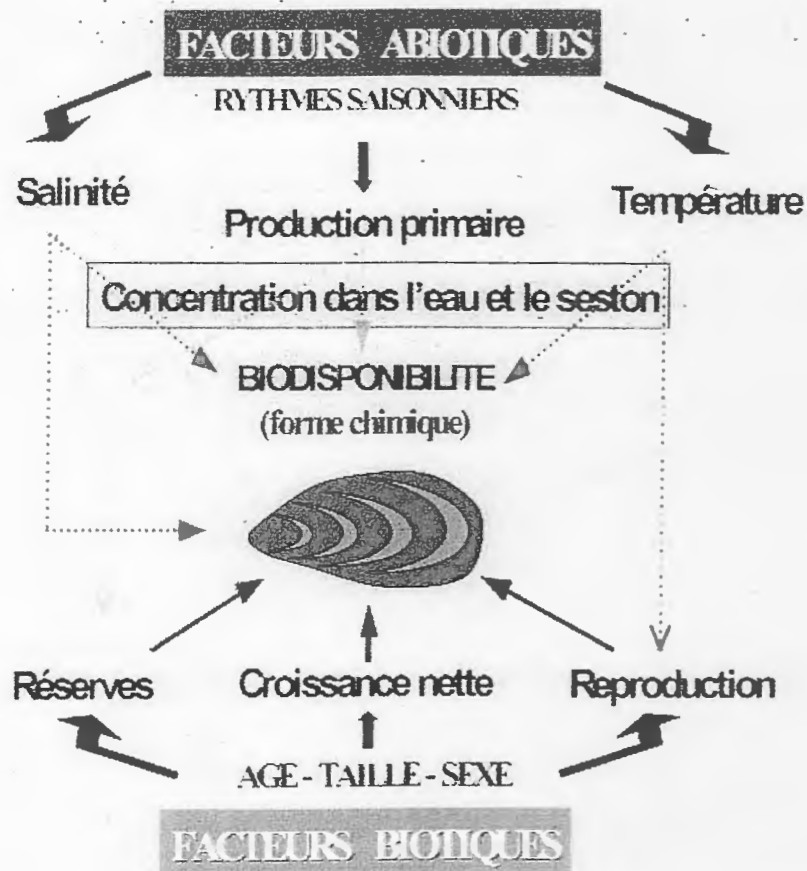 FACTEURS ABIOTIQUES
RYTHMES SAISONNIERS
Salinité
Production primaire
Température
Concentration dans l'eau et le seston
BIODISPONIBILITE
(forme chimique)
Réserves
Croissance nette
Reproduction
AGE - TAILLE - SEXE
FACTEURS BIOTIQUES